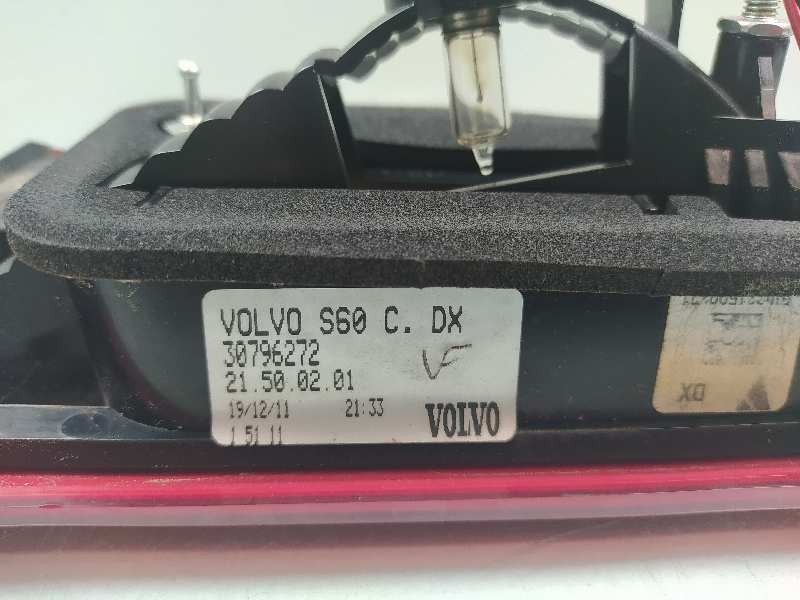 VOLVO S60 C. DX
30796272
21.50.02.01
19/12/11 21:33
1 51 11
VOLVO
VF
DX